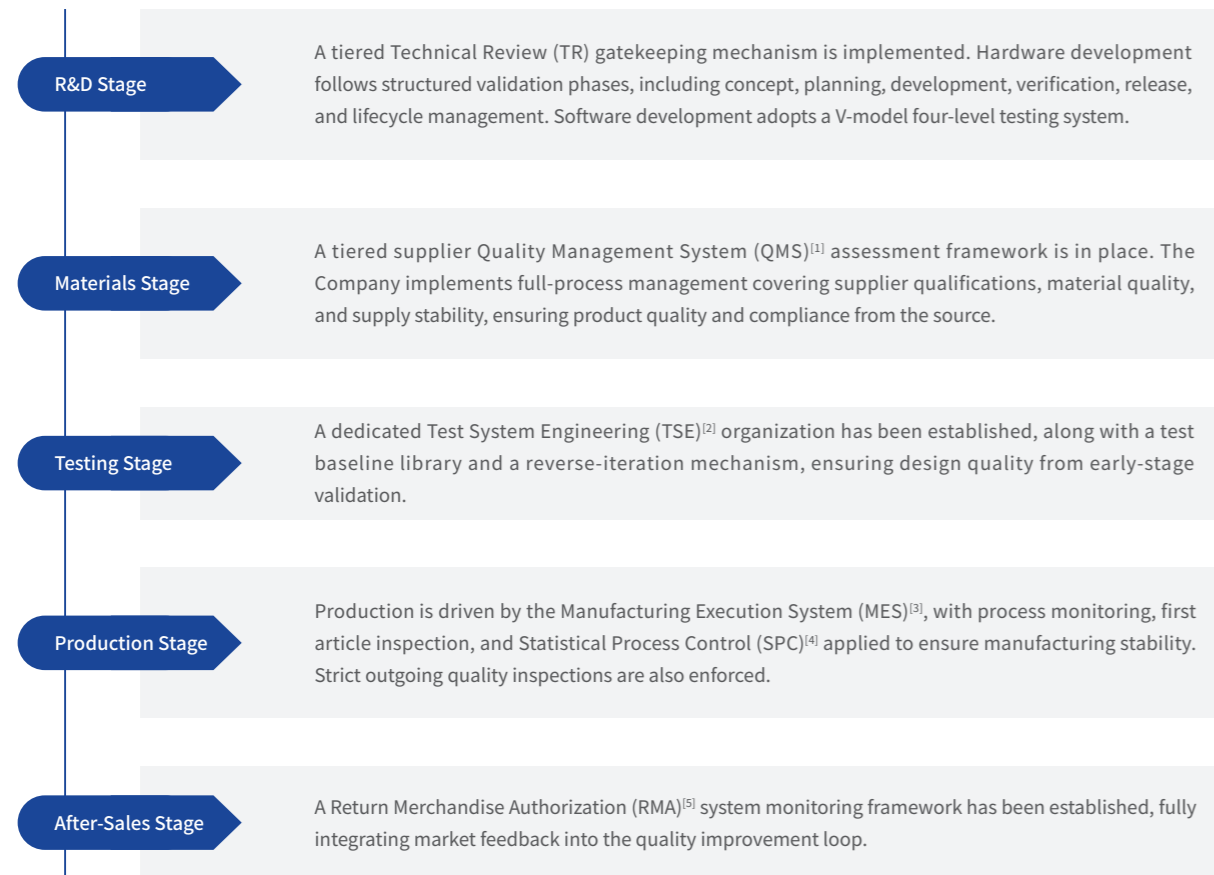 R&D Stage
A tiered Technical Review (TR) gatekeeping mechanism is implemented. Hardware development
follows structured validation phases, including concept, planning, development, verification, release,
and lifecycle management. Software development adopts a V-model four-level testing system.
Materials Stage
A tiered supplier Quality Management System (QMS)[1] assessment framework is in place. The
Company implements full-process management covering supplier qualifications, material quality,
and supply stability, ensuring product quality and compliance from the source.
Testing Stage
A dedicated Test System Engineering (TSE)[2] organization has been established, along with a test
baseline library and a reverse-iteration mechanism, ensuring design quality from early-stage
validation.
Production Stage
Production is driven by the Manufacturing Execution System (MES)[3], with process monitoring, first
article inspection, and Statistical Process Control (SPC)[4] applied to ensure manufacturing stability.
Strict outgoing quality inspections are also enforced.
After-Sales Stage
A Return Merchandise Authorization (RMA)[5] system monitoring framework has been established, fully
integrating market feedback into the quality improvement loop.